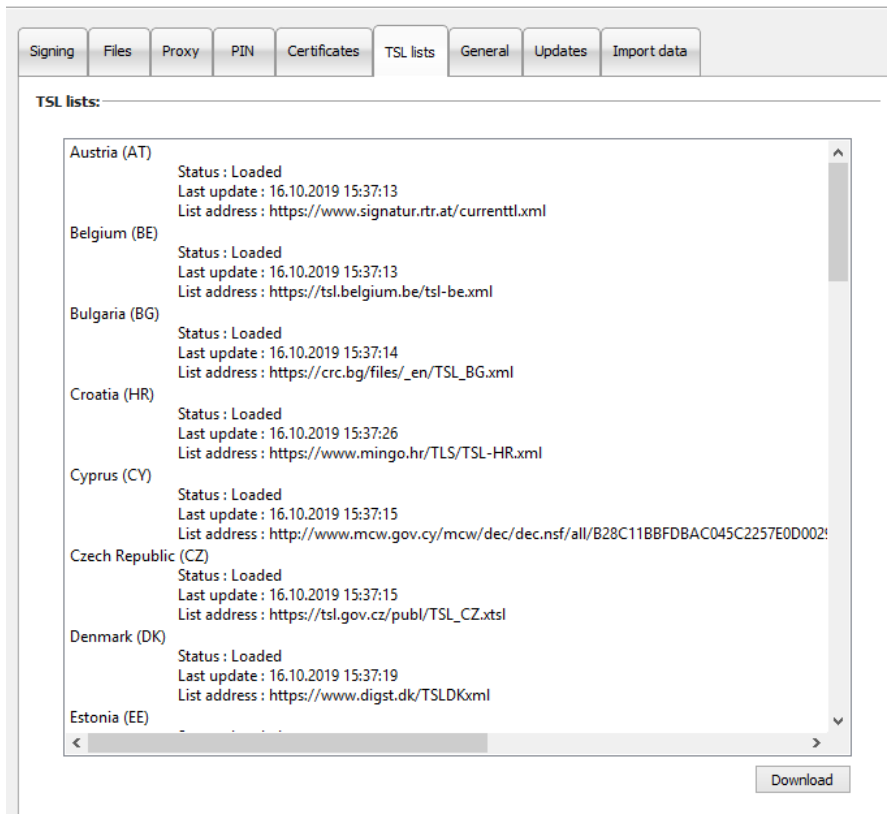 Signing Files Proxy PIN Certificates TSL lists General Updates Import data
TSL lists:
Austria (AT)
Status : Loaded
Last update : 16.10.2019 15:37:13
List address : https://www.signatur.rtr.at/currenttl.xml
Belgium (BE)
Status : Loaded
Last update : 16.10.2019 15:37:13
List address : https://tsl.belgium.be/tsl-be.xml
Bulgaria (BG)
Status : Loaded
Last update : 16.10.2019 15:37:14
List address : https://crc.bg/files/_en/TSL_BG.xml
Croatia (HR)
Status : Loaded
Last update : 16.10.2019 15:37:26
List address : https://www.mingo.hr/TLS/TSL-HR.xml
Cyprus (CY)
Status : Loaded
Last update : 16.10.2019 15:37:15
List address : http://www.mcw.gov.cy/mcw/dec/dec.nsf/all/B28C11BBFDBAC045C2257E0D0029
Czech Republic (CZ)
Status : Loaded
Last update : 16.10.2019 15:37:15
List address : https://tsl.gov.cz/publ/TSL_CZ.xtsl
Denmark (DK)
Status : Loaded
Last update : 16.10.2019 15:37:19
List address : https://www.digst.dk/TSLDKxml
Estonia (EE)
Download